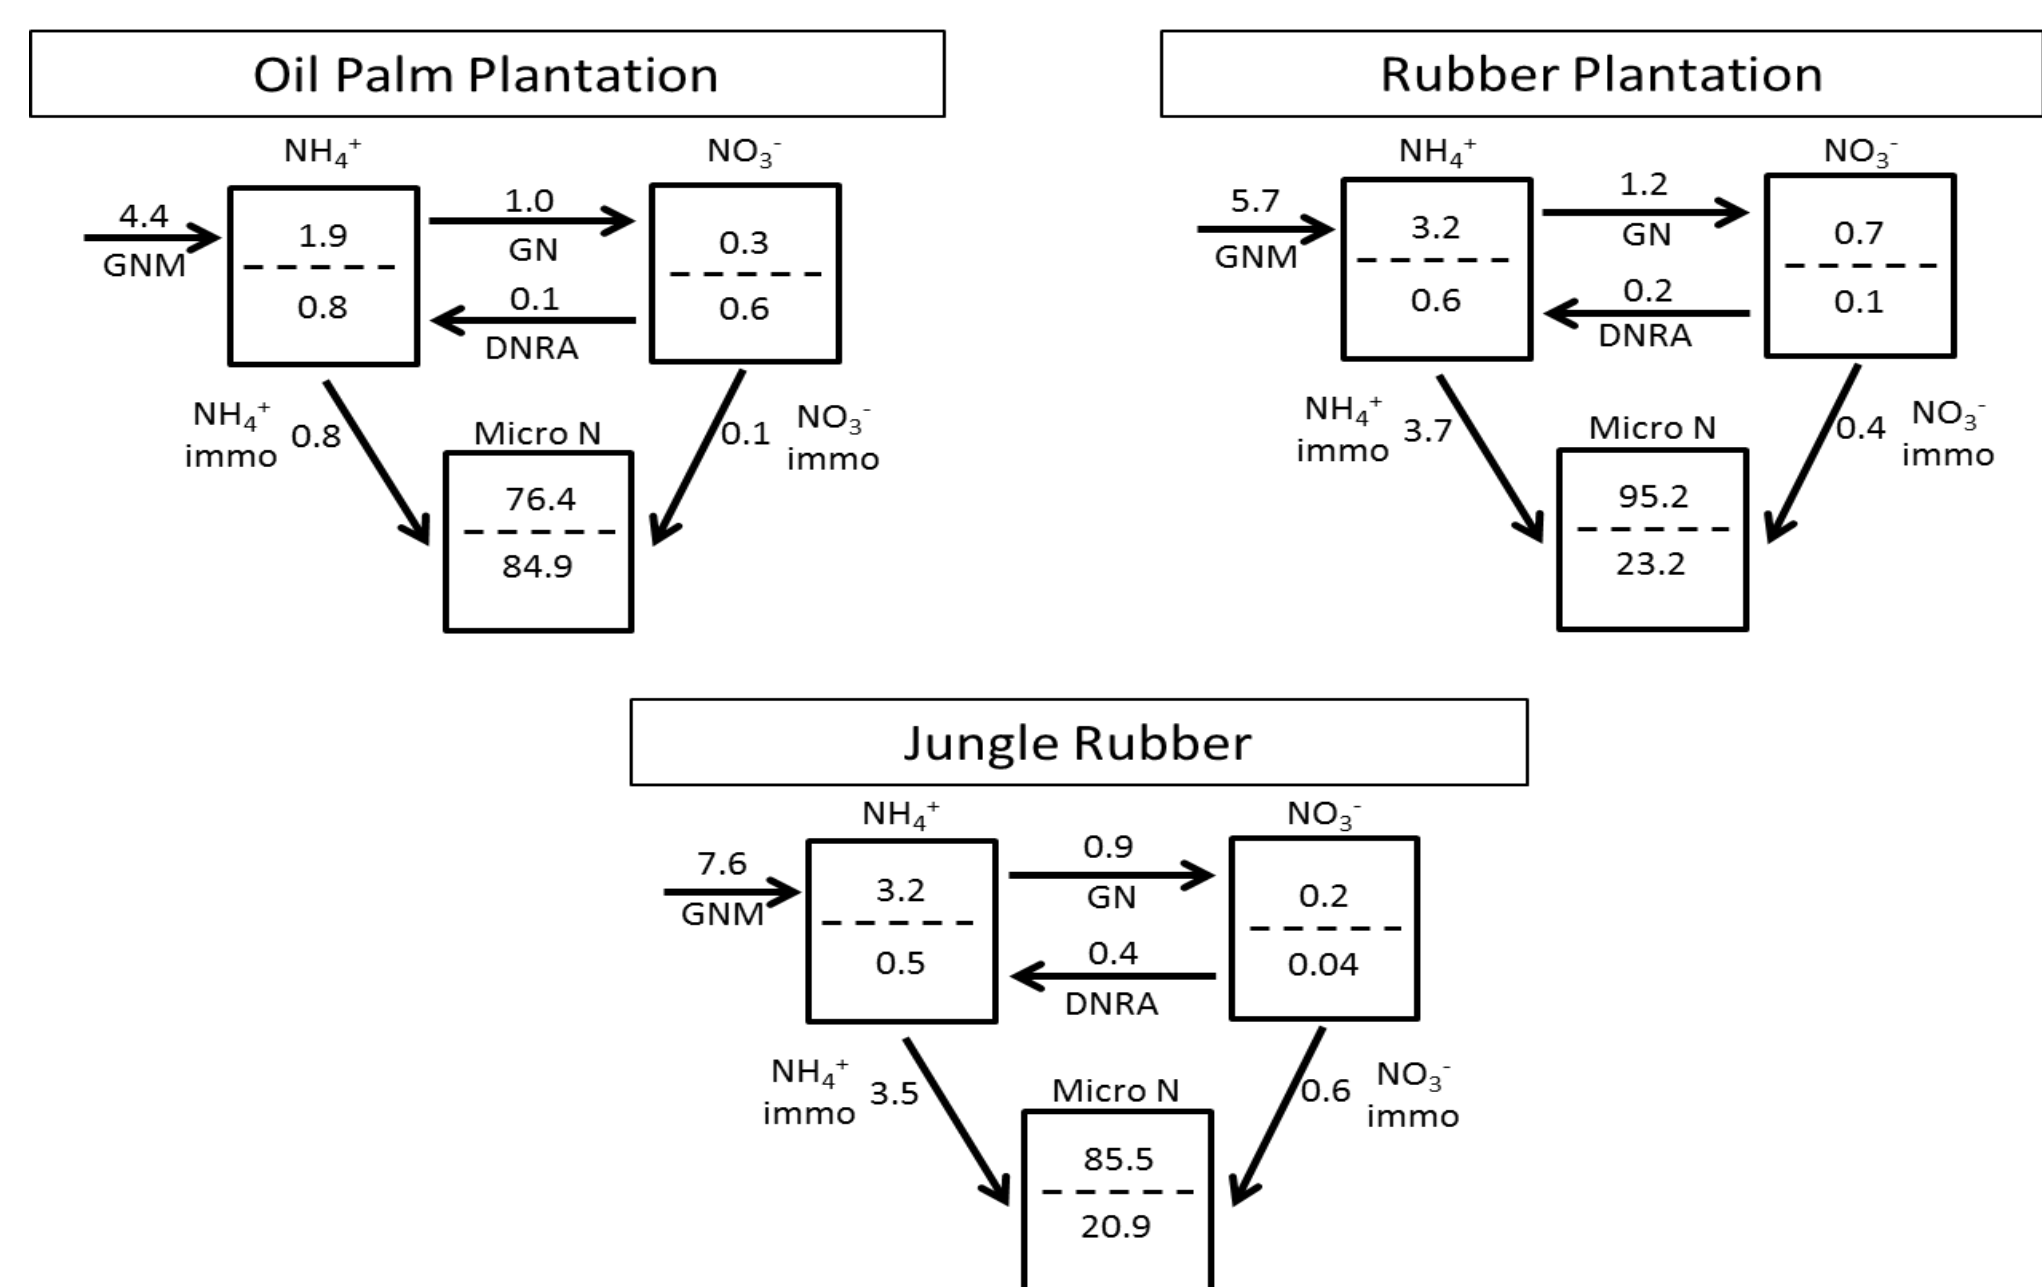 Oil Palm Plantation
NH₄⁺
NO₃⁻
4.4
GNM
1.9
0.8
1.0
GN
0.1
DNRA
0.3
0.6
NH₄⁺
immo
0.8
0.1
NO₃⁻
immo
Micro N
76.4
84.9
Rubber Plantation
NH₄⁺
NO₃⁻
5.7
GNM
3.2
0.6
1.2
GN
0.2
DNRA
0.7
0.1
NH₄⁺
immo
3.7
0.4
NO₃⁻
immo
Micro N
95.2
23.2
Jungle Rubber
NH₄⁺
NO₃⁻
7.6
GNM
3.2
0.5
0.9
GN
0.4
DNRA
0.2
0.04
NH₄⁺
immo
3.5
0.6
NO₃⁻
immo
Micro N
85.5
20.9